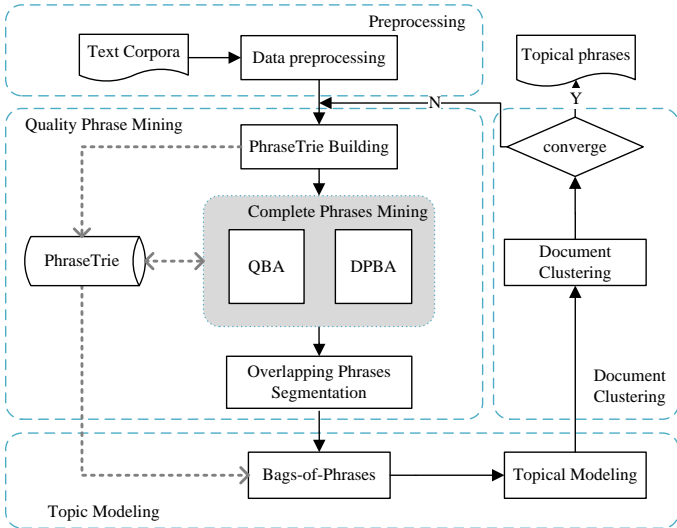 Preprocessing
Text Corpora
Data preprocessing
Topical phrases
N
Y
Quality Phrase Mining
PhraseTrie Building
converge
Complete Phrases Mining
PhraseTrie
QBA
DPBA
Document
Clustering
Overlapping Phrases
Segmentation
Document
Clustering
Bags-of-Phrases
Topical Modeling
Topic Modeling